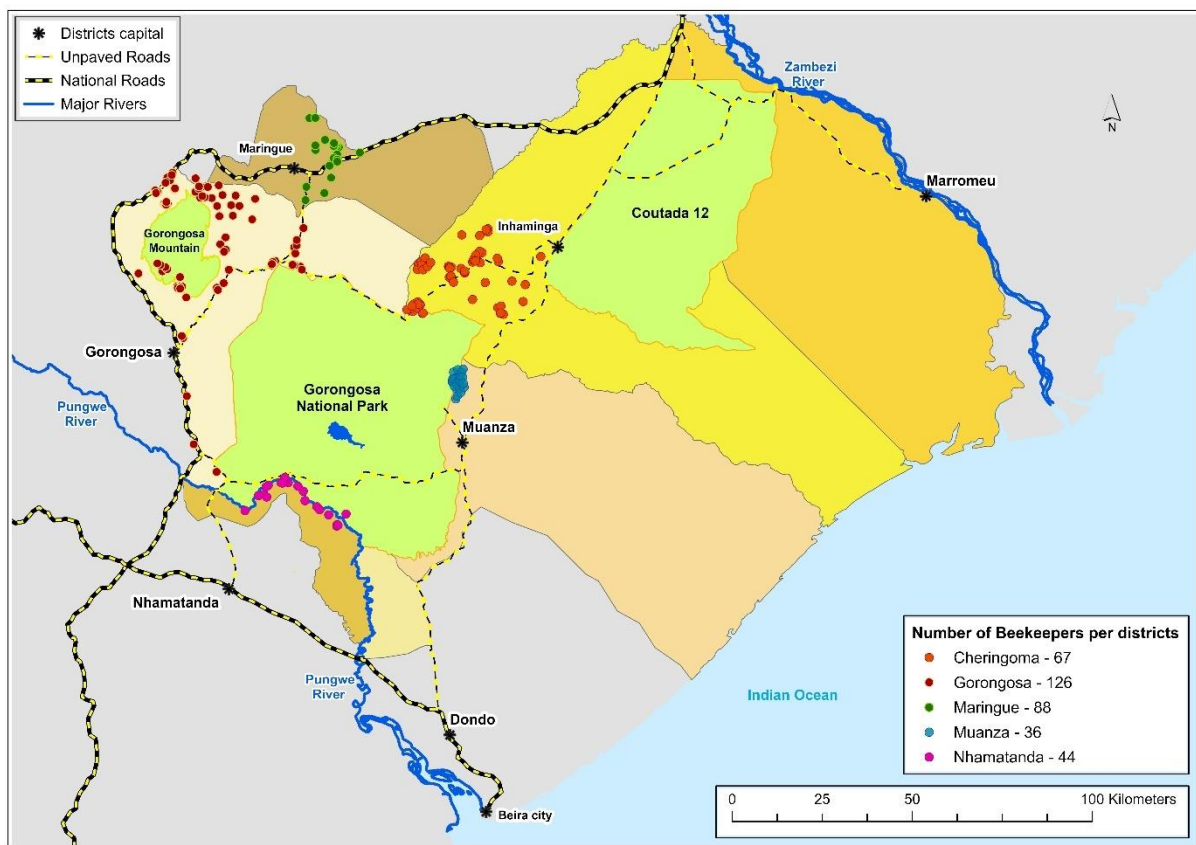 Districts capital
Unpaved Roads
National Roads
Major Rivers
Zambezi
River
N
Maringue
Marromeu
Coutada 12
Inhaminga
Gorongosa
Mountain
Gorongosa
Gorongosa
National Park
Pungwe
River
Muanza
Nhamatanda
Pungwe
River
Indian Ocean
Dondo
Beira city
Number of Beekeepers per districts
Cheringoma - 67
Gorongosa - 126
Maringue - 88
Muanza - 36
Nhamatanda - 44
0 25 50 100 Kilometers